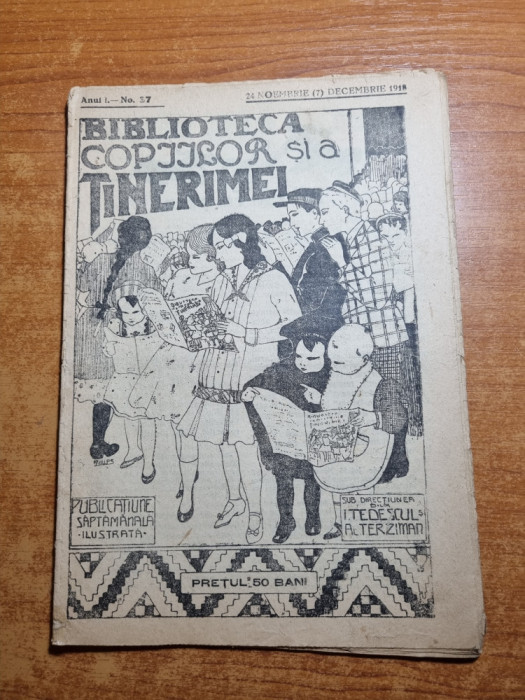 Anul I.—No. 37
24 NOEMBRIE (7) DECEMBRIE 1918
BIBLIOTECA
COPIILOR și a
TINERIMEI
PUBLICAȚIUNE
SĂPTĂMÂNALĂ
·ILUSTRATĂ·
SUB DIRECȚIUNEA
D-LOR
I. TEDESCUL ȘI
AL. TERZIMAN
PREȚUL 50 BANI